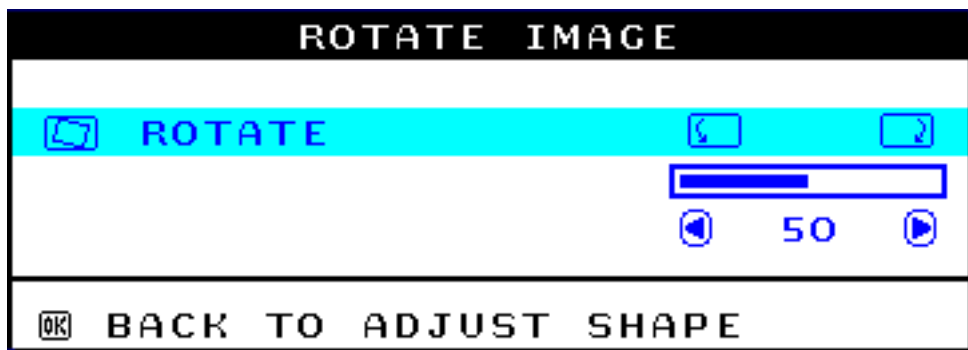 ROTATE IMAGE
ROTATE
50
OK BACK TO ADJUST SHAPE